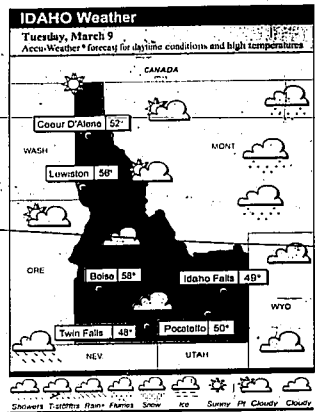 IDAHO Weather
Tuesday, March 9
Accu-Weather® forecast for daytime conditions and high temperatures
CANADA
Coeur D'Alene 52°
WASH
MONT
Lewiston 56°
ORE
Boise 58°
Idaho Falls 49°
WYO
Twin Falls 48°
Pocatello 50°
NEV
UTAH
Showers T-storms Rain Flurries Snow Ice Sunny Pt Cloudy Cloudy